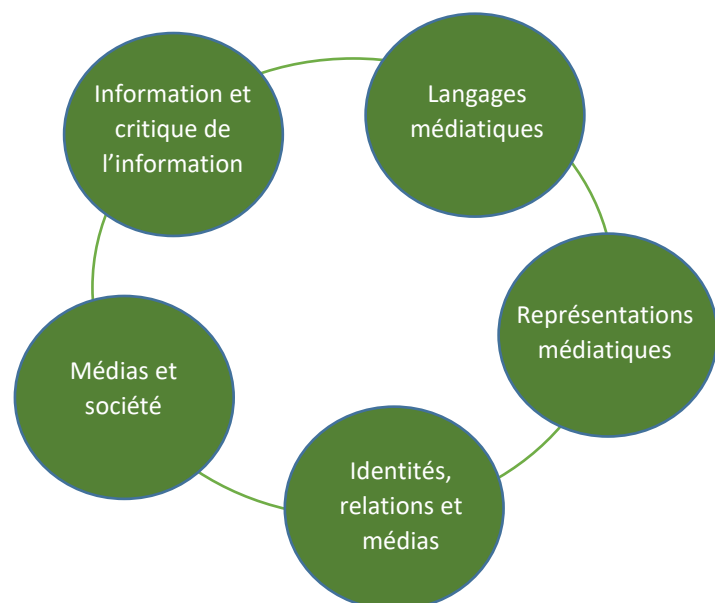 Information et
critique de
l’information
Langages
médiatiques
Représentations
médiatiques
Identités,
relations et
médias
Médias et
société